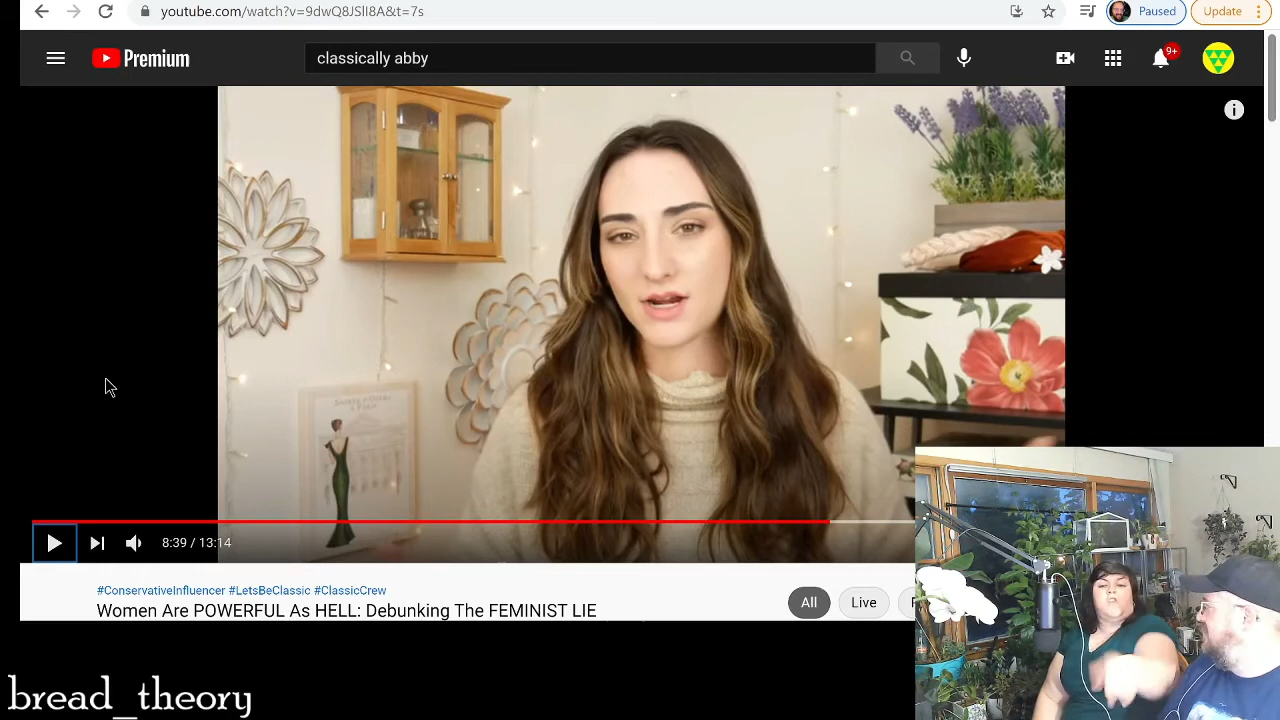 youtube.com/watch?v=9dwQ8JSlI8A&t=7s
Paused
Update
Premium
classically abby
9+
8:39 / 13:14
#ConservativeInfluencer #LetsBeClassic #ClassicCrew
Women Are POWERFUL As HELL: Debunking The FEMINIST LIE
All
Live
bread_theory